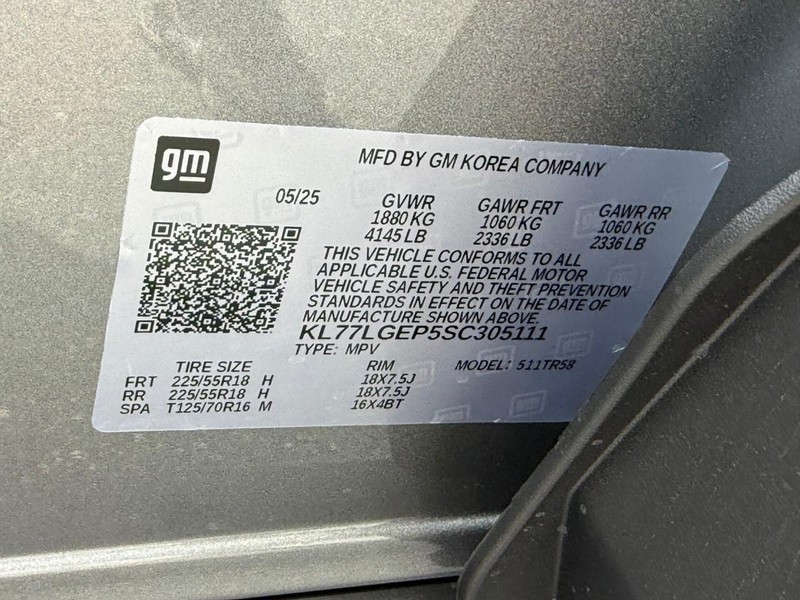 gm
MFD BY GM KOREA COMPANY
05/25 GVWR GAWR FRT GAWR RR
1880 KG 1060 KG 1060 KG
4145 LB 2336 LB 2336 LB
THIS VEHICLE CONFORMS TO ALL
APPLICABLE U.S. FEDERAL MOTOR
VEHICLE SAFETY AND THEFT PREVENTION
STANDARDS IN EFFECT ON THE DATE OF
MANUFACTURE SHOWN ABOVE.
KL77LGEP5SC305111
TYPE: MPV
TIRE SIZE RIM MODEL: 511TR58
FRT 225/55R18 H 18X7.5J
RR 225/55R18 H 18X7.5J
SPA T125/70R16 M 16X4BT